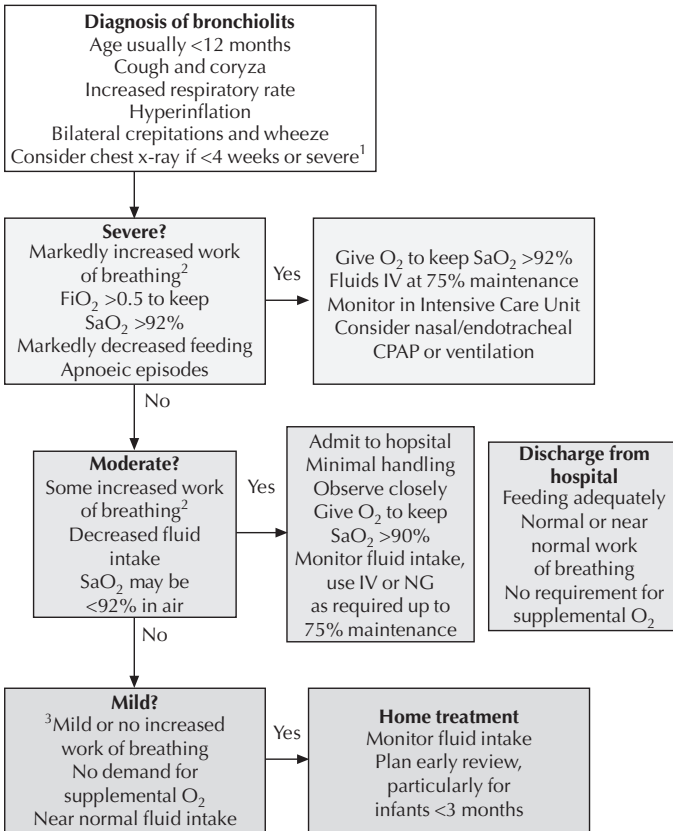 Diagnosis of bronchiolits
Age usually <12 months
Cough and coryza
Increased respiratory rate
Hyperinflation
Bilateral crepitations and wheeze
Consider chest x-ray if <4 weeks or severe¹
Severe?
Markedly increased work
of breathing²
FiO₂ >0.5 to keep
SaO₂ >92%
Markedly decreased feeding
Apnoeic episodes
Yes
Give O₂ to keep SaO₂ >92%
Fluids IV at 75% maintenance
Monitor in Intensive Care Unit
Consider nasal/endotracheal
CPAP or ventilation
No
Moderate?
Some increased work
of breathing²
Decreased fluid
intake
SaO₂ may be
<92% in air
Yes
Admit to hopsital
Minimal handling
Observe closely
Give O₂ to keep
SaO₂ >90%
Monitor fluid intake,
use IV or NG
as required up to
75% maintenance
Discharge from
hospital
Feeding adequately
Normal or near
normal work
of breathing
No requirement for
supplemental O₂
No
Mild?
³Mild or no increased
work of breathing
No demand for
supplemental O₂
Near normal fluid intake
Yes
Home treatment
Monitor fluid intake
Plan early review,
particularly for
infants <3 months